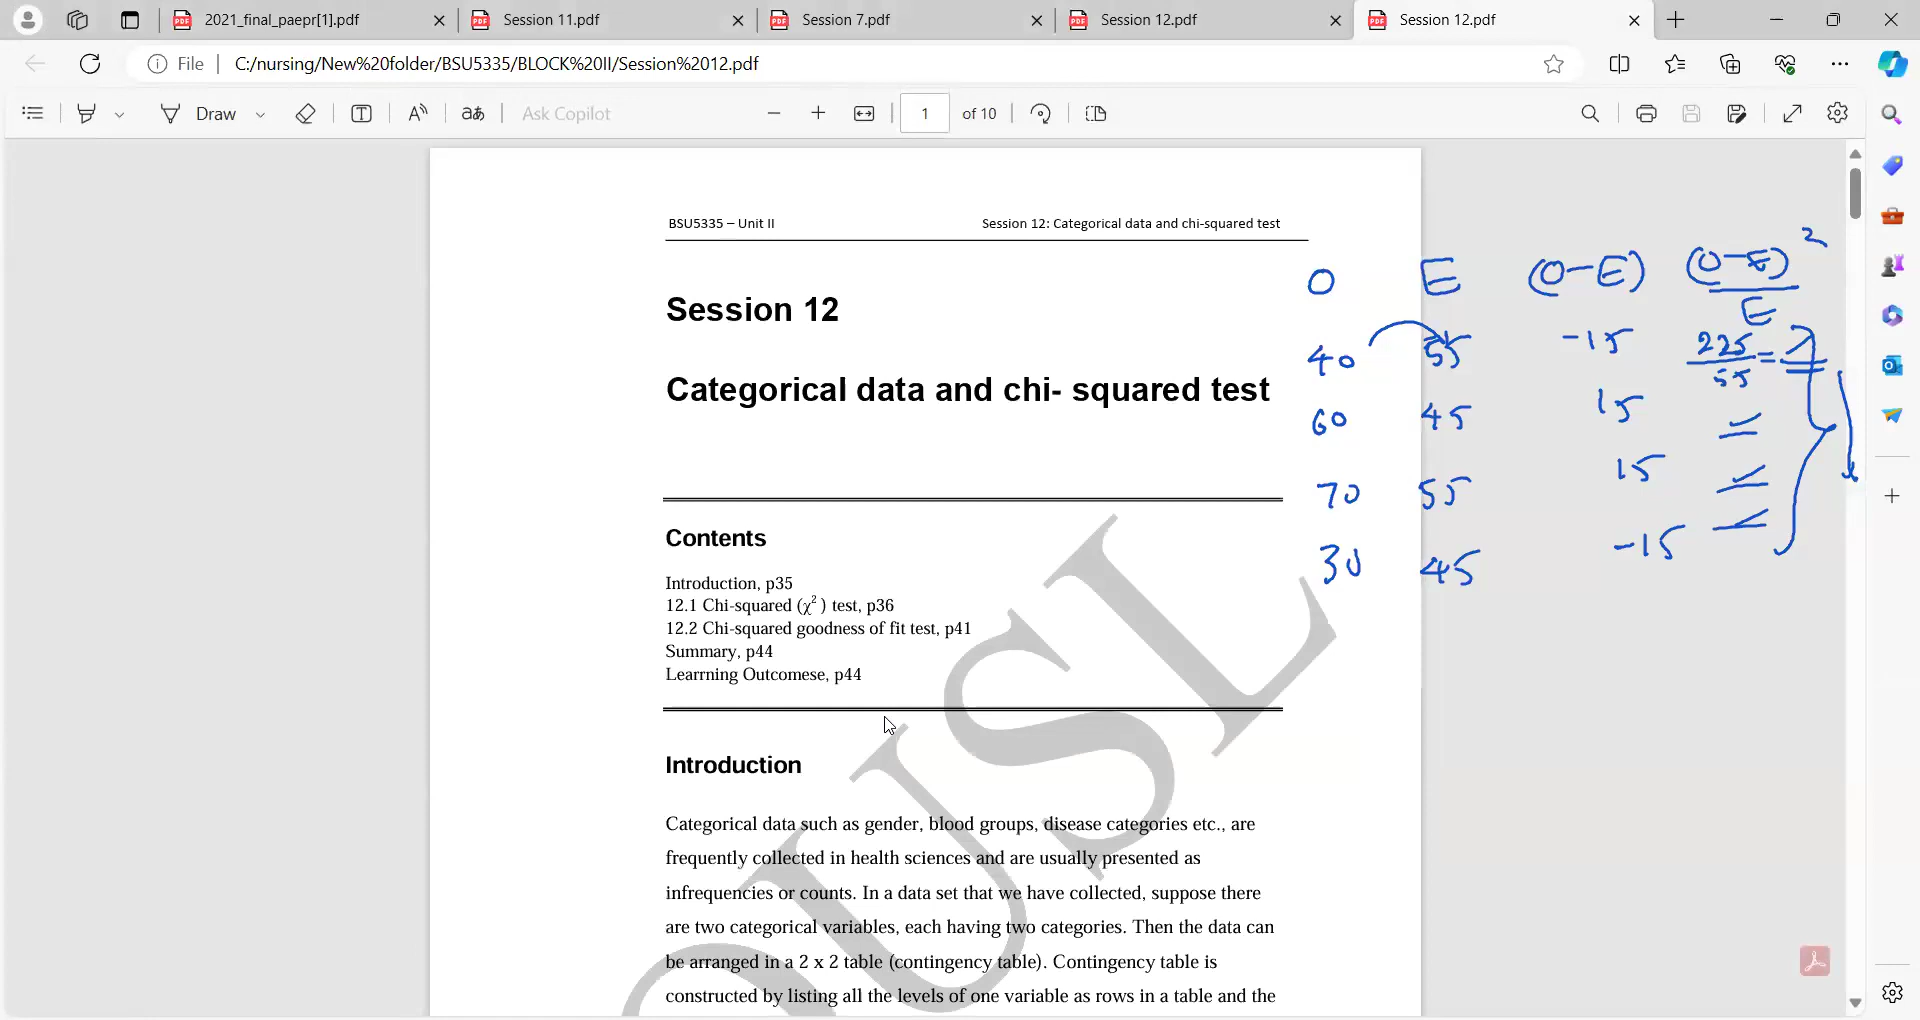 2021_final_paepr[1].pdf
Session 11.pdf
Session 7.pdf
Session 12.pdf
Session 12.pdf
File
C:/nursing/New%20folder/BSU5335/BLOCK%20II/Session%2012.pdf
Draw
Ask Copilot
1 of 10
BSU5335 – Unit II
Session 12: Categorical data and chi-squared test
Session 12
Categorical data and chi- squared test
O E (O-E) (O-E)²/E
40 55 -15 225/55 =
60 45 15
70 55 15
30 45 -15
Contents
Introduction, p35
12.1 Chi-squared (χ²) test, p36
12.2 Chi-squared goodness of fit test, p41
Summary, p44
Learrning Outcomese, p44
Introduction
Categorical data such as gender, blood groups, disease categories etc., are
frequently collected in health sciences and are usually presented as
infrequencies or counts. In a data set that we have collected, suppose there
are two categorical variables, each having two categories. Then the data can
be arranged in a 2 x 2 table (contingency table). Contingency table is
constructed by listing all the levels of one variable as rows in a table and the
OUSL